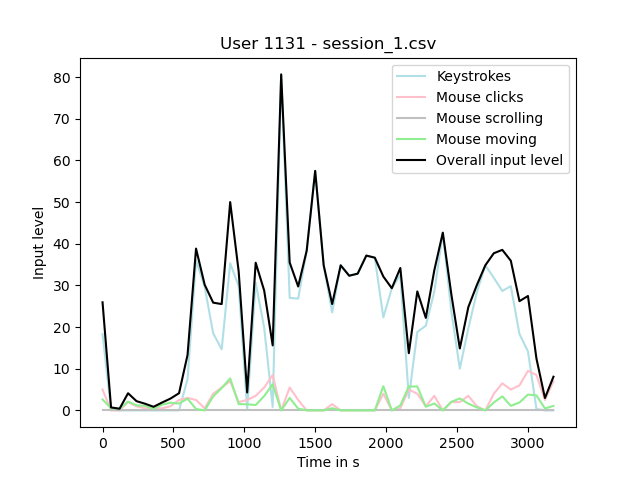 User 1131 - session_1.csv
Keystrokes
Mouse clicks
Mouse scrolling
Mouse moving
Overall input level
80
70
60
50
40
30
20
10
0
Input level
0 500 1000 1500 2000 2500 3000
Time in s